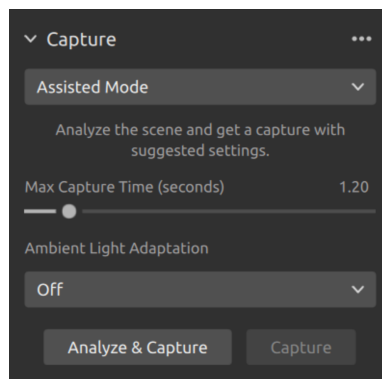 Capture
Assisted Mode
Analyze the scene and get a capture with
suggested settings.
Max Capture Time (seconds) 1.20
Ambient Light Adaptation
Off
Analyze & Capture Capture